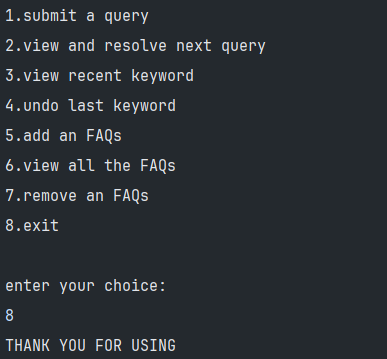 1.submit a query
2.view and resolve next query
3.view recent keyword
4.undo last keyword
5.add an FAQs
6.view all the FAQs
7.remove an FAQs
8.exit
enter your choice:
8
THANK YOU FOR USING